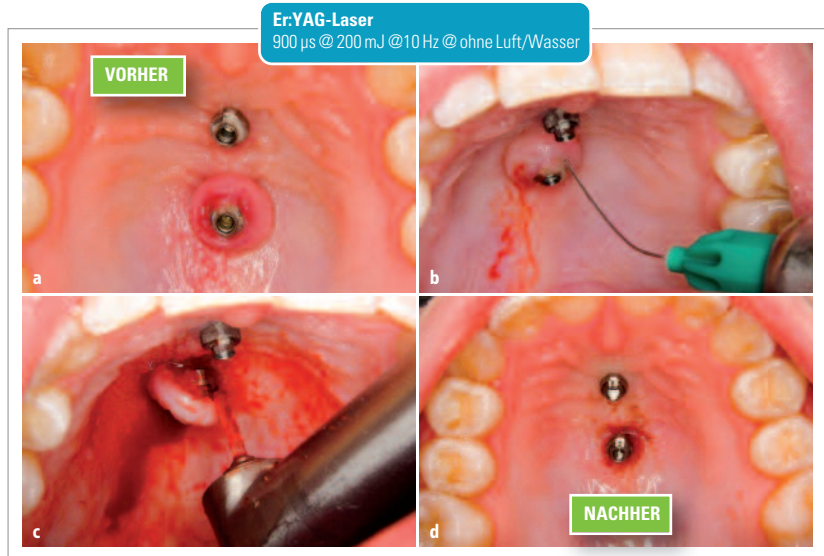 Er:YAG-Laser
900 µs @ 200 mJ @10 Hz @ ohne Luft/Wasser
VORHER
a
b
c
d
NACHHER